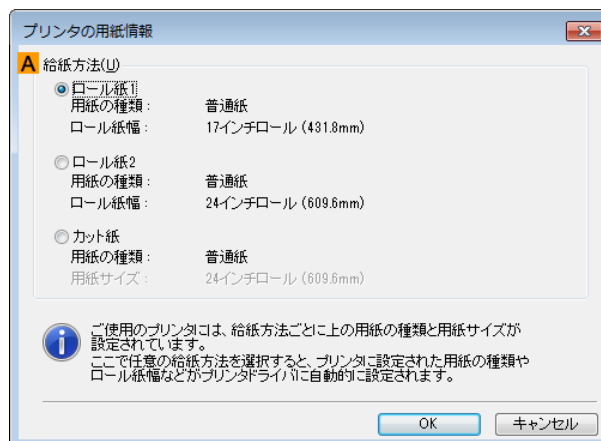 プリンタの用紙情報
A 給紙方法(U)
ロール紙1
用紙の種類: 普通紙
ロール紙幅: 17インチロール (431.8mm)
ロール紙2
用紙の種類: 普通紙
ロール紙幅: 24インチロール (609.6mm)
カット紙
用紙の種類: 普通紙
用紙サイズ: 24インチロール (609.6mm)
ご使用のプリンタには、給紙方法ごとに上の用紙の種類と用紙サイズが
設定されています。
ここで任意の給紙方法を選択すると、プリンタに設定された用紙の種類や
ロール紙幅などがプリンタドライバに自動的に設定されます。
OK キャンセル